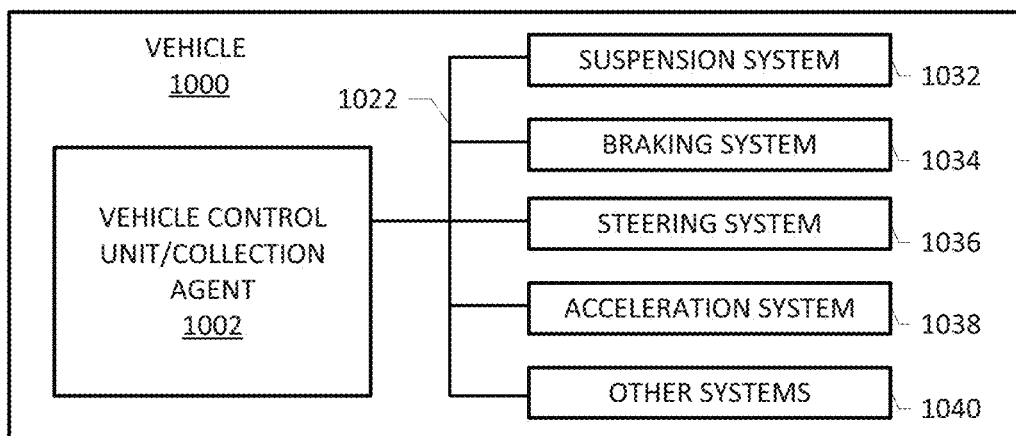 VEHICLE
1000
1022
VEHICLE CONTROL
UNIT/COLLECTION
AGENT
1002
SUSPENSION SYSTEM
1032
BRAKING SYSTEM
1034
STEERING SYSTEM
1036
ACCELERATION SYSTEM
1038
OTHER SYSTEMS
1040